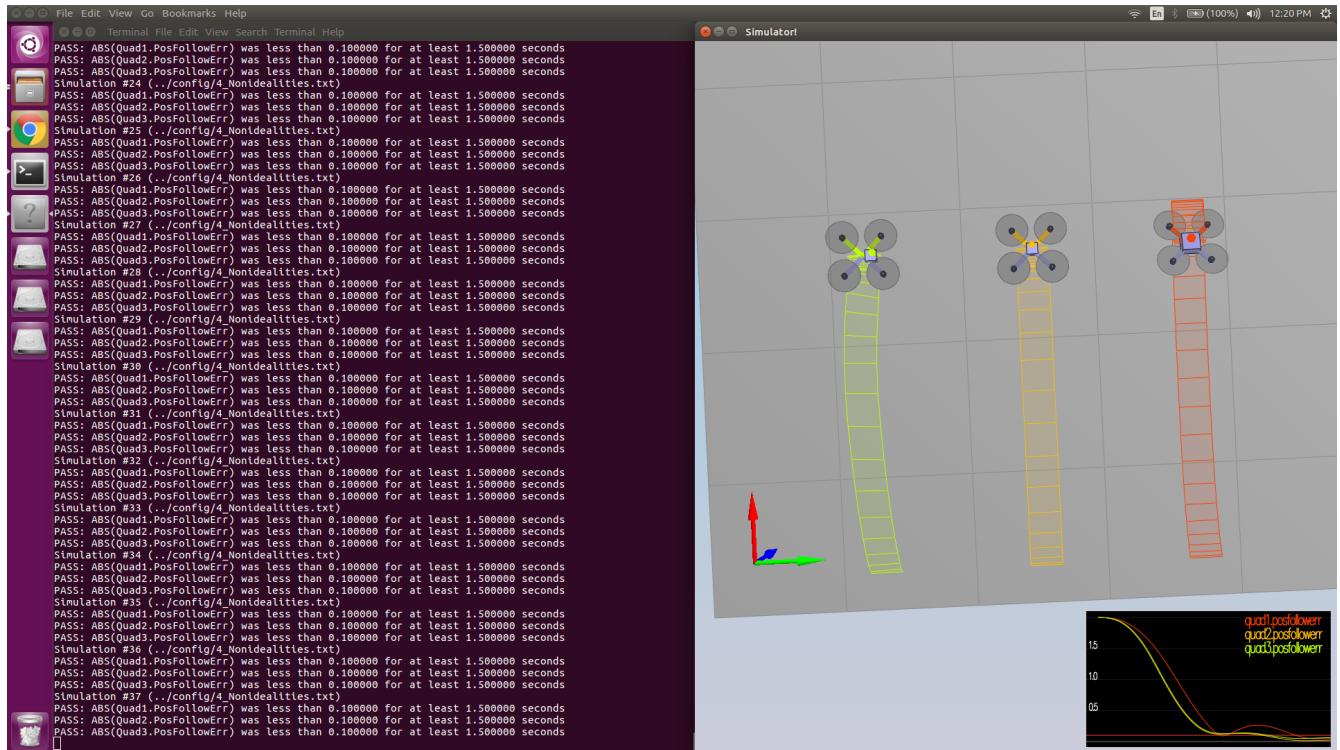 File Edit View Go Bookmarks Help
En (100%) 12:20 PM
Terminal File Edit View Search Terminal Help
PASS: ABS(Quad1.PosFollowErr) was less than 0.100000 for at least 1.500000 seconds
PASS: ABS(Quad2.PosFollowErr) was less than 0.100000 for at least 1.500000 seconds
PASS: ABS(Quad3.PosFollowErr) was less than 0.100000 for at least 1.500000 seconds
Simulation #24 (../config/4_Nonidealities.txt)
PASS: ABS(Quad1.PosFollowErr) was less than 0.100000 for at least 1.500000 seconds
PASS: ABS(Quad2.PosFollowErr) was less than 0.100000 for at least 1.500000 seconds
PASS: ABS(Quad3.PosFollowErr) was less than 0.100000 for at least 1.500000 seconds
Simulation #25 (../config/4_Nonidealities.txt)
PASS: ABS(Quad1.PosFollowErr) was less than 0.100000 for at least 1.500000 seconds
PASS: ABS(Quad2.PosFollowErr) was less than 0.100000 for at least 1.500000 seconds
PASS: ABS(Quad3.PosFollowErr) was less than 0.100000 for at least 1.500000 seconds
Simulation #26 (../config/4_Nonidealities.txt)
PASS: ABS(Quad1.PosFollowErr) was less than 0.100000 for at least 1.500000 seconds
PASS: ABS(Quad2.PosFollowErr) was less than 0.100000 for at least 1.500000 seconds
PASS: ABS(Quad3.PosFollowErr) was less than 0.100000 for at least 1.500000 seconds
Simulation #27 (../config/4_Nonidealities.txt)
PASS: ABS(Quad1.PosFollowErr) was less than 0.100000 for at least 1.500000 seconds
PASS: ABS(Quad2.PosFollowErr) was less than 0.100000 for at least 1.500000 seconds
PASS: ABS(Quad3.PosFollowErr) was less than 0.100000 for at least 1.500000 seconds
Simulation #28 (../config/4_Nonidealities.txt)
PASS: ABS(Quad1.PosFollowErr) was less than 0.100000 for at least 1.500000 seconds
PASS: ABS(Quad2.PosFollowErr) was less than 0.100000 for at least 1.500000 seconds
PASS: ABS(Quad3.PosFollowErr) was less than 0.100000 for at least 1.500000 seconds
Simulation #29 (../config/4_Nonidealities.txt)
PASS: ABS(Quad1.PosFollowErr) was less than 0.100000 for at least 1.500000 seconds
PASS: ABS(Quad2.PosFollowErr) was less than 0.100000 for at least 1.500000 seconds
PASS: ABS(Quad3.PosFollowErr) was less than 0.100000 for at least 1.500000 seconds
Simulation #30 (../config/4_Nonidealities.txt)
PASS: ABS(Quad1.PosFollowErr) was less than 0.100000 for at least 1.500000 seconds
PASS: ABS(Quad2.PosFollowErr) was less than 0.100000 for at least 1.500000 seconds
PASS: ABS(Quad3.PosFollowErr) was less than 0.100000 for at least 1.500000 seconds
Simulation #31 (../config/4_Nonidealities.txt)
PASS: ABS(Quad1.PosFollowErr) was less than 0.100000 for at least 1.500000 seconds
PASS: ABS(Quad2.PosFollowErr) was less than 0.100000 for at least 1.500000 seconds
PASS: ABS(Quad3.PosFollowErr) was less than 0.100000 for at least 1.500000 seconds
Simulation #32 (../config/4_Nonidealities.txt)
PASS: ABS(Quad1.PosFollowErr) was less than 0.100000 for at least 1.500000 seconds
PASS: ABS(Quad2.PosFollowErr) was less than 0.100000 for at least 1.500000 seconds
PASS: ABS(Quad3.PosFollowErr) was less than 0.100000 for at least 1.500000 seconds
Simulation #33 (../config/4_Nonidealities.txt)
PASS: ABS(Quad1.PosFollowErr) was less than 0.100000 for at least 1.500000 seconds
PASS: ABS(Quad2.PosFollowErr) was less than 0.100000 for at least 1.500000 seconds
PASS: ABS(Quad3.PosFollowErr) was less than 0.100000 for at least 1.500000 seconds
Simulation #34 (../config/4_Nonidealities.txt)
PASS: ABS(Quad1.PosFollowErr) was less than 0.100000 for at least 1.500000 seconds
PASS: ABS(Quad2.PosFollowErr) was less than 0.100000 for at least 1.500000 seconds
PASS: ABS(Quad3.PosFollowErr) was less than 0.100000 for at least 1.500000 seconds
Simulation #35 (../config/4_Nonidealities.txt)
PASS: ABS(Quad1.PosFollowErr) was less than 0.100000 for at least 1.500000 seconds
PASS: ABS(Quad2.PosFollowErr) was less than 0.100000 for at least 1.500000 seconds
PASS: ABS(Quad3.PosFollowErr) was less than 0.100000 for at least 1.500000 seconds
Simulation #36 (../config/4_Nonidealities.txt)
PASS: ABS(Quad1.PosFollowErr) was less than 0.100000 for at least 1.500000 seconds
PASS: ABS(Quad2.PosFollowErr) was less than 0.100000 for at least 1.500000 seconds
PASS: ABS(Quad3.PosFollowErr) was less than 0.100000 for at least 1.500000 seconds
Simulation #37 (../config/4_Nonidealities.txt)
PASS: ABS(Quad1.PosFollowErr) was less than 0.100000 for at least 1.500000 seconds
PASS: ABS(Quad2.PosFollowErr) was less than 0.100000 for at least 1.500000 seconds
PASS: ABS(Quad3.PosFollowErr) was less than 0.100000 for at least 1.500000 seconds
Simulator!
quad1.posfollowerr
quad2.posfollowerr
quad3.posfollowerr
1.5
1.0
0.5